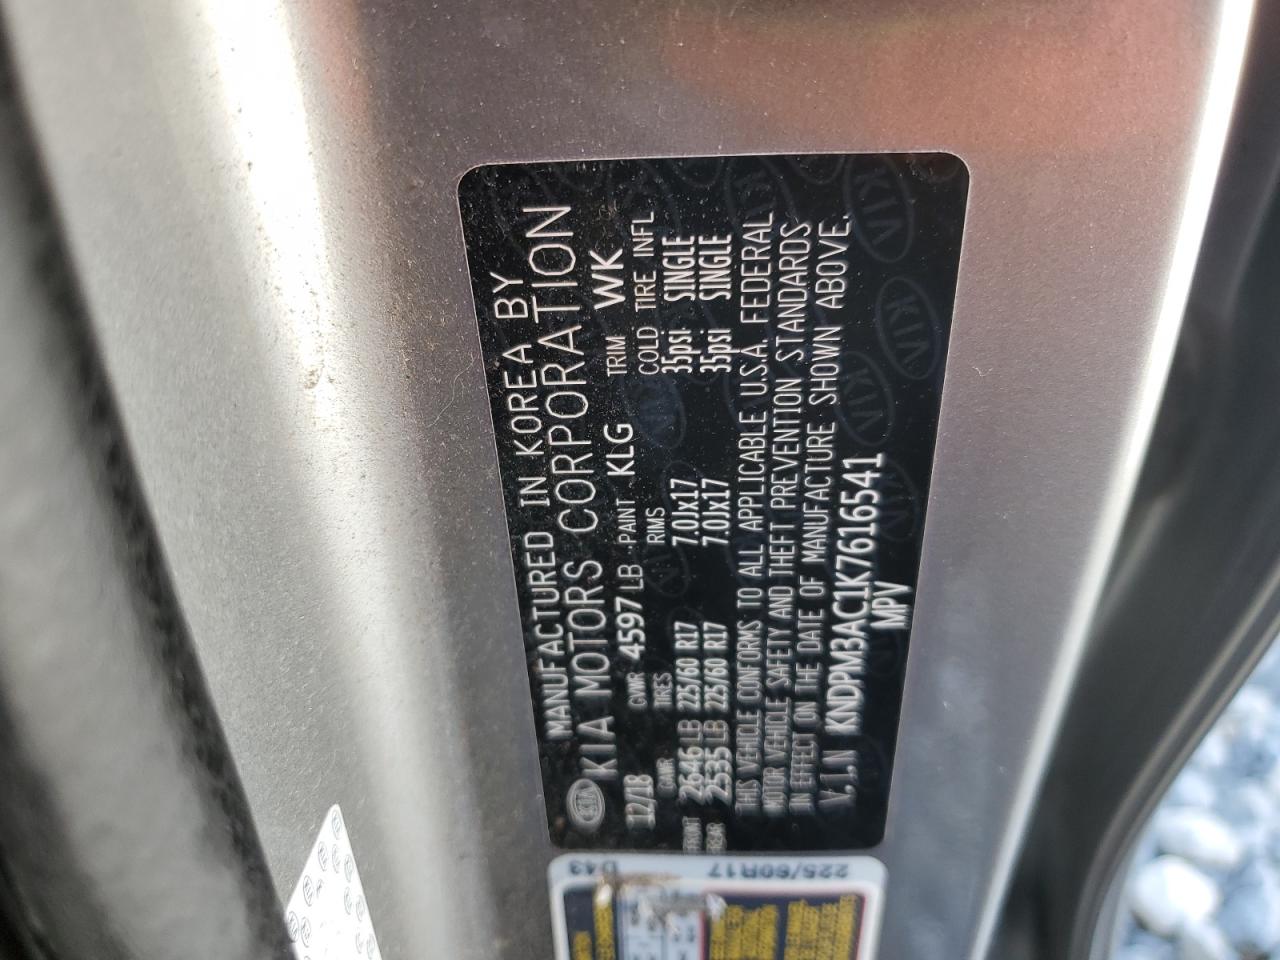 KIA
MANUFACTURED IN KOREA BY
KIA MOTORS CORPORATION
12/18 GVWR 4597 LB PAINT KLG TRIM WK
GAWR TIRES RIMS COLD TIRE INFL
FRONT 2646 LB 225/60 R17 7.0Jx17 35psi SINGLE
REAR 2535 LB 225/60 R17 7.0Jx17 35psi SINGLE
THIS VEHICLE CONFORMS TO ALL APPLICABLE U.S.A. FEDERAL
MOTOR VEHICLE SAFETY AND THEFT PREVENTION STANDARDS
IN EFFECT ON THE DATE OF MANUFACTURE SHOWN ABOVE.
V.I.N KNDPM3AC1K7616541
MPV
225/60R17
D43